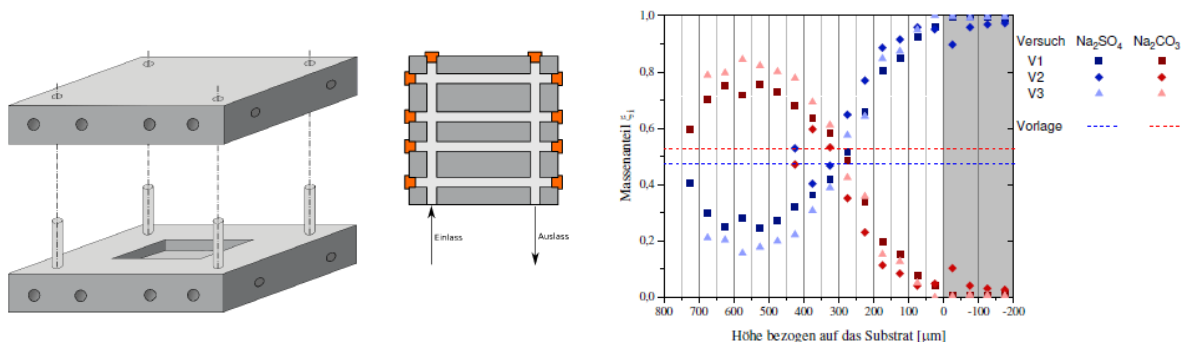 Einlass
Auslass
Massenanteil ξi
1,0
0,8
0,6
0,4
0,2
0,0
800 700 600 500 400 300 200 100 0 -100 -200
Höhe bezogen auf das Substrat [µm]
Versuch Na₂SO₄ Na₂CO₃
V1
V2
V3
Vorlage